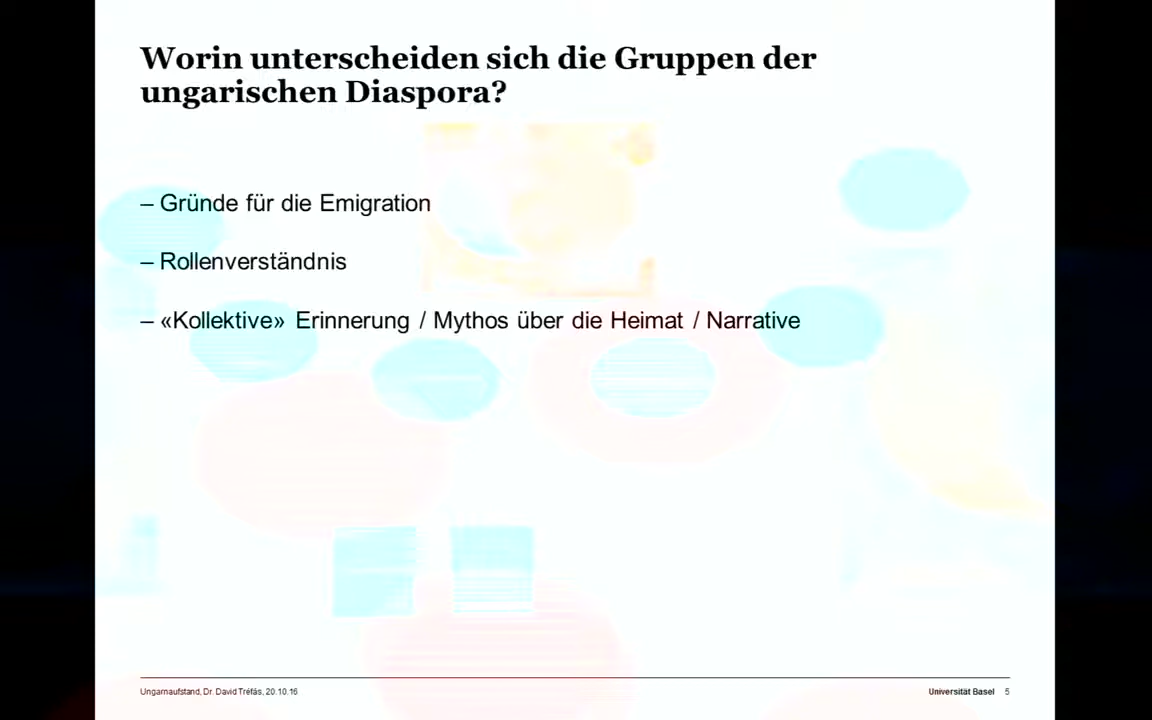 Worin unterscheiden sich die Gruppen der
ungarischen Diaspora?
– Gründe für die Emigration
– Rollenverständnis
– «Kollektive» Erinnerung / Mythos über die Heimat / Narrative
Ungarnaufstand, Dr. David Tréfás, 20.10.16
Universität Basel 5